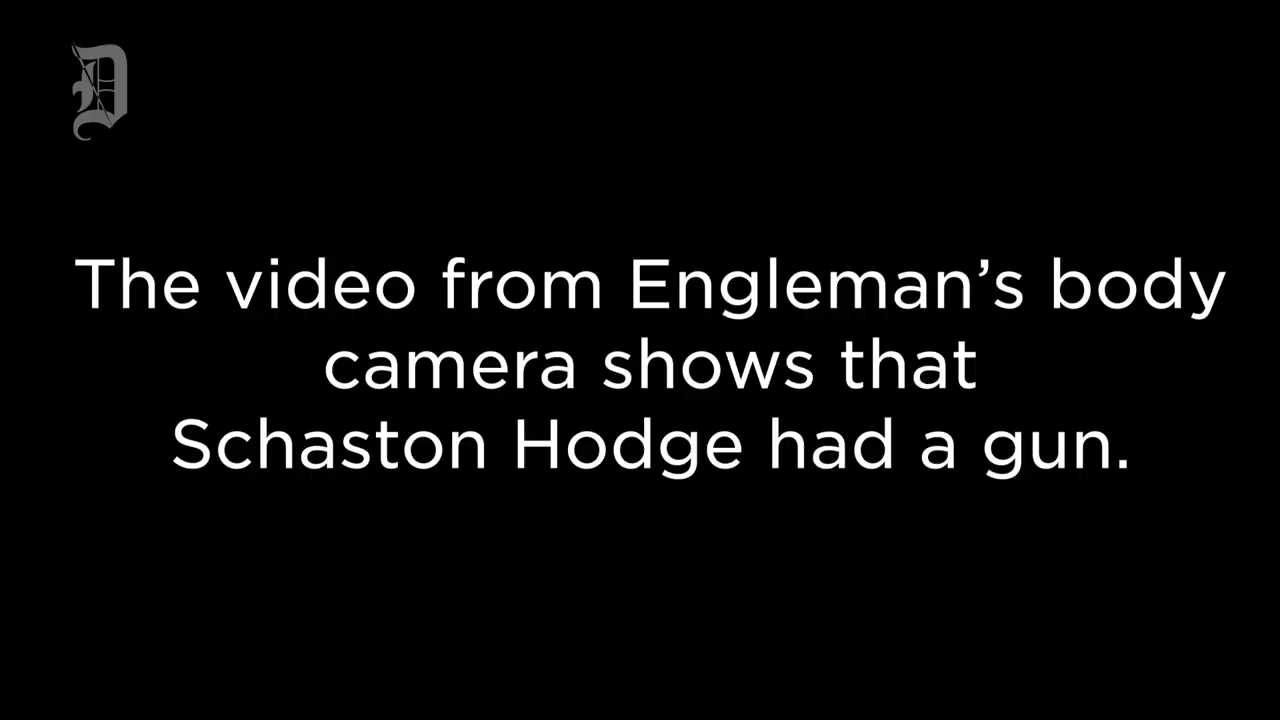 D
The video from Engleman’s body
camera shows that
Schaston Hodge had a gun.